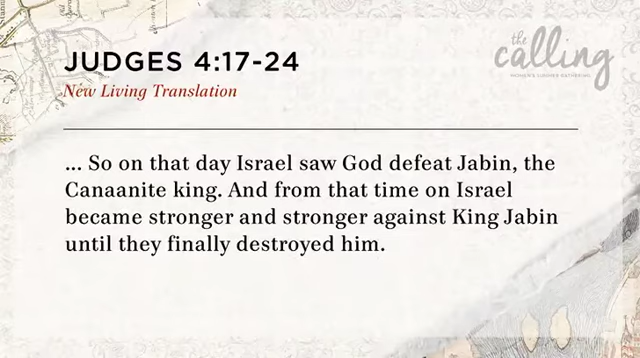 JUDGES 4:17-24
New Living Translation
the
calling
... So on that day Israel saw God defeat Jabin, the
Canaanite king. And from that time on Israel
became stronger and stronger against King Jabin
until they finally destroyed him.